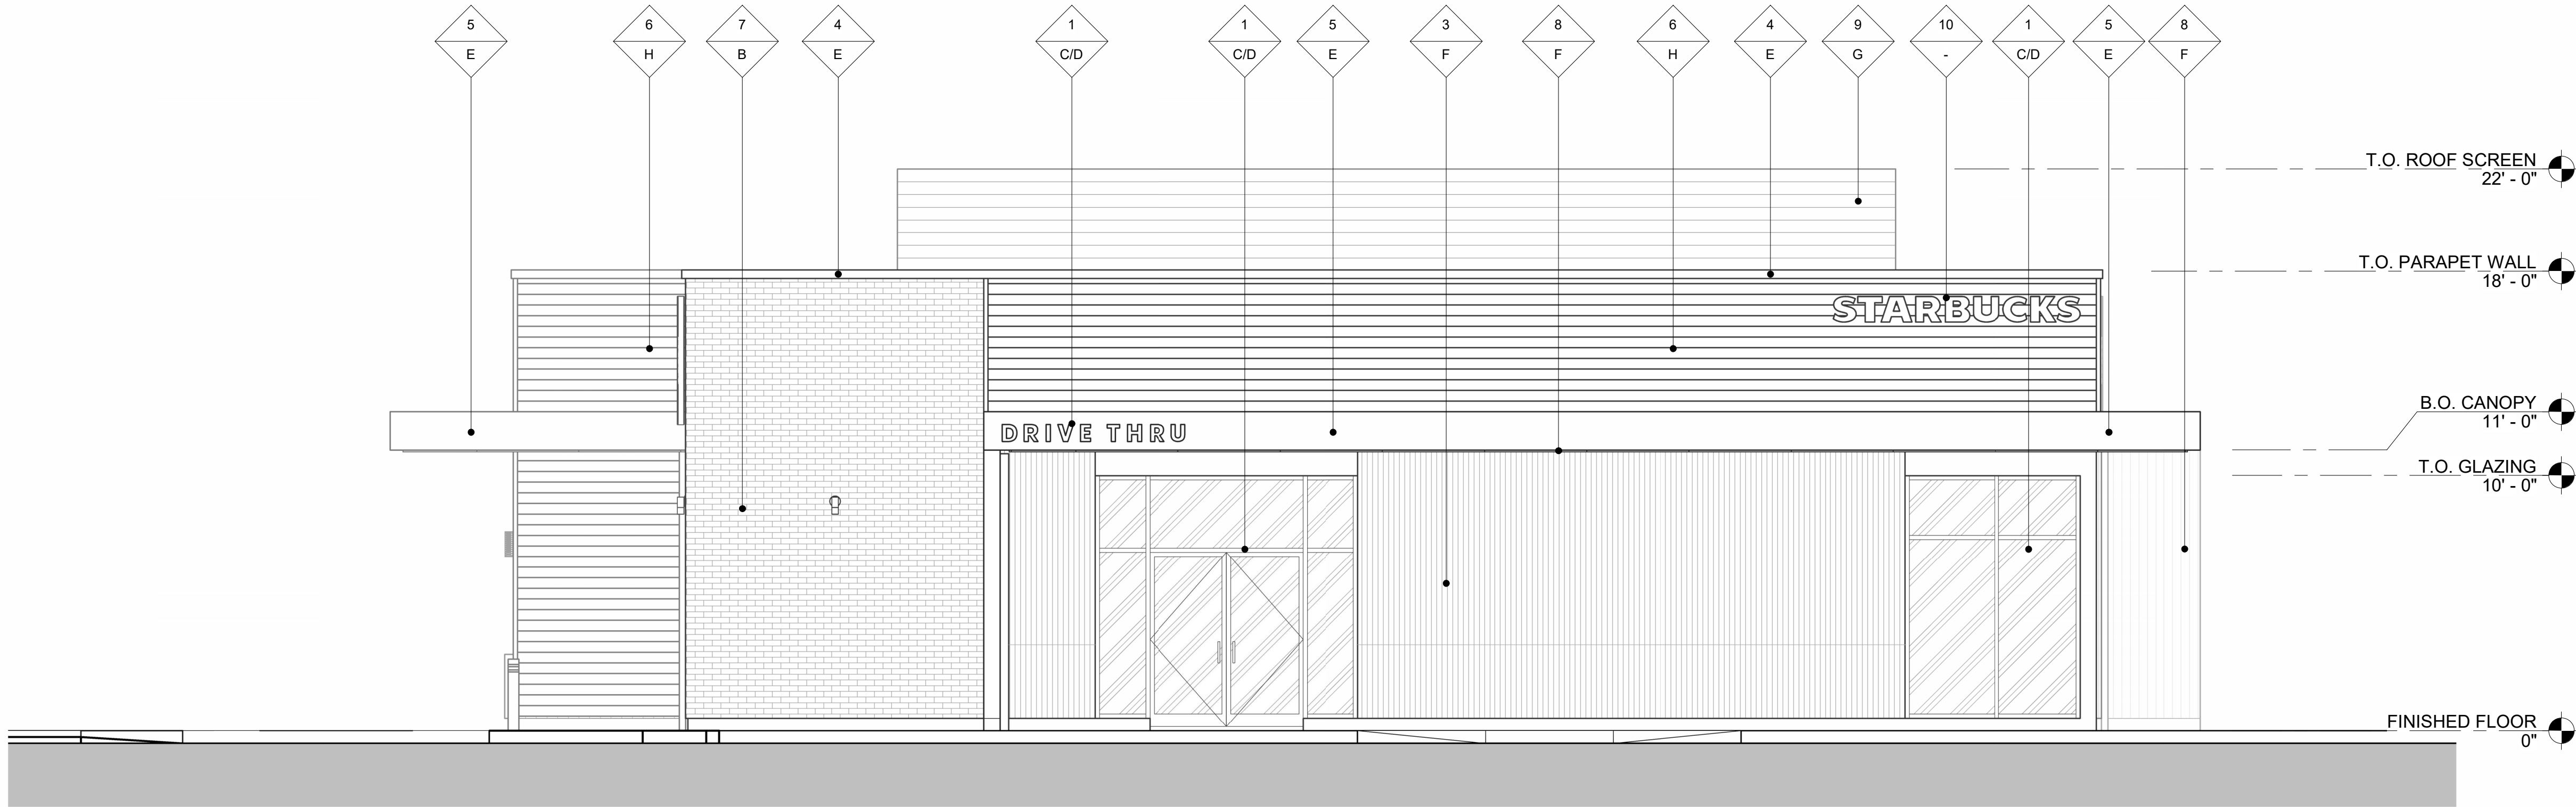 5 6 7 4 1 1 5 3 8 6 4 9 10 1 5 8
E H B E C/D C/D E F F H E G - C/D E F
T.O. ROOF SCREEN
22' - 0"
T.O. PARAPET WALL
18' - 0"
STARBUCKS
B.O. CANOPY
11' - 0"
DRIVE THRU
T.O. GLAZING
10' - 0"
FINISHED FLOOR
0"